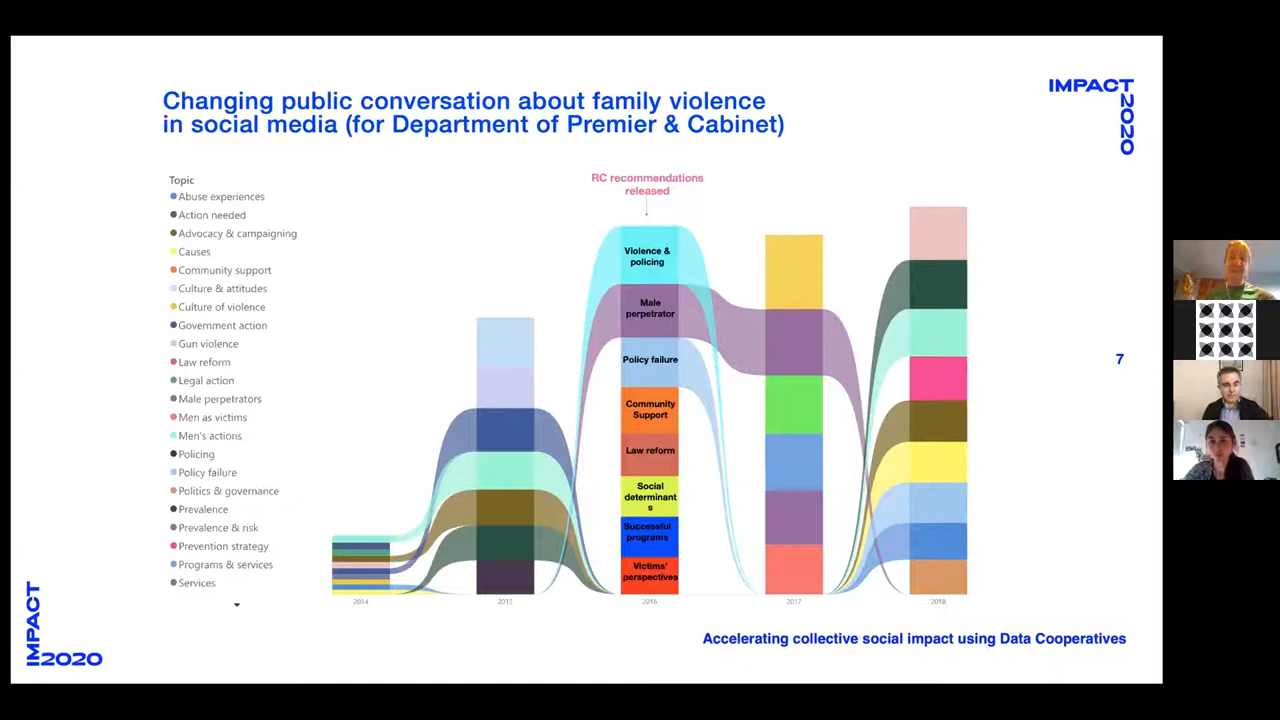 Changing public conversation about family violence
in social media (for Department of Premier & Cabinet)
IMPACT
2020
Topic
Abuse experiences
Action needed
Advocacy & campaigning
Causes
Community support
Culture & attitudes
Culture of violence
Government action
Gun violence
Law reform
Legal action
Male perpetrators
Men as victims
Men's actions
Policing
Policy failure
Politics & governance
Prevalence
Prevalence & risk
Prevention strategy
Programs & services
Services
RC recommendations
released
Violence &
policing
Male
perpetrator
Policy failure
Community
Support
Law reform
Social
determinant
s
Successful
programs
Victims'
perspectives
2014
2015
2016
2017
2018
7
Accelerating collective social impact using Data Cooperatives
IMPACT
2020